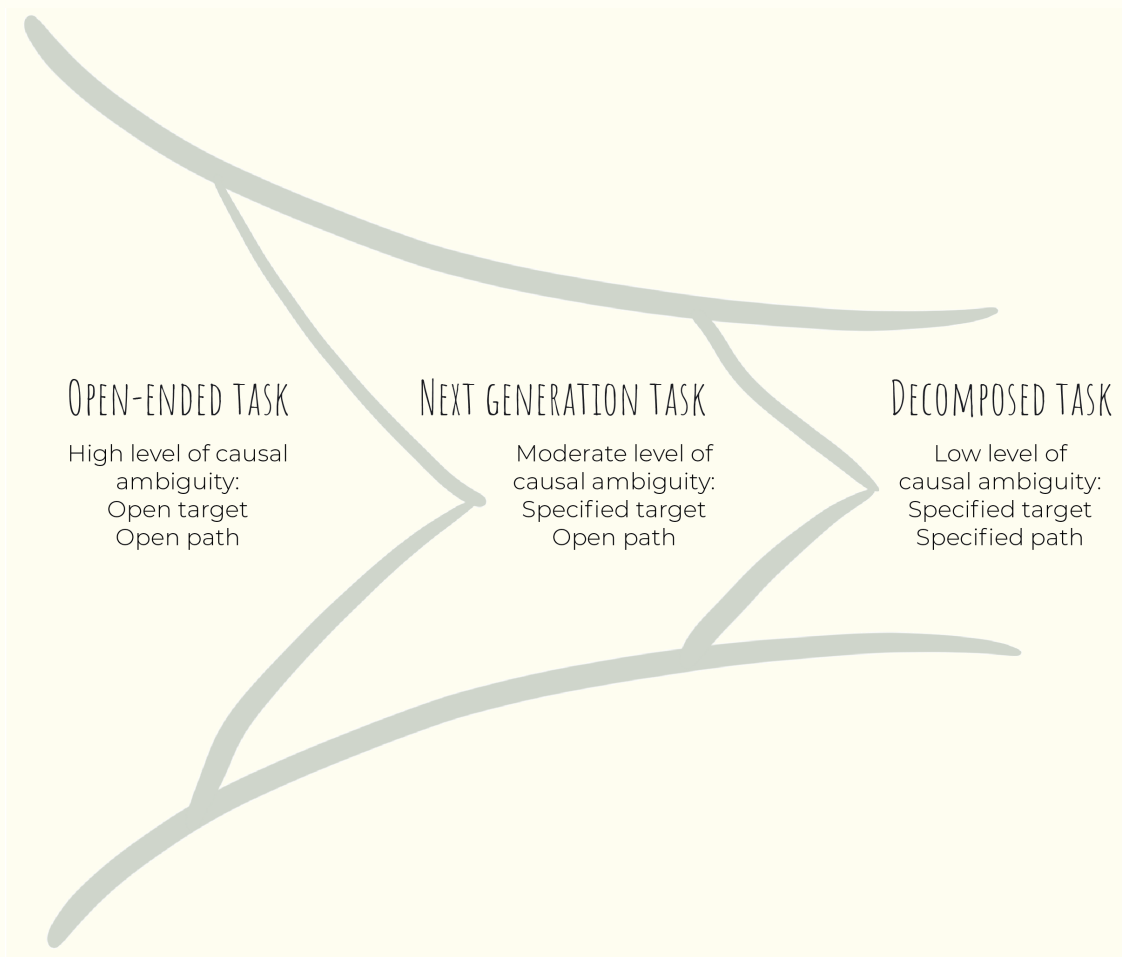 Open-ended task
High level of causal
ambiguity:
Open target
Open path
Next generation task
Moderate level of
causal ambiguity:
Specified target
Open path
Decomposed task
Low level of
causal ambiguity:
Specified target
Specified path